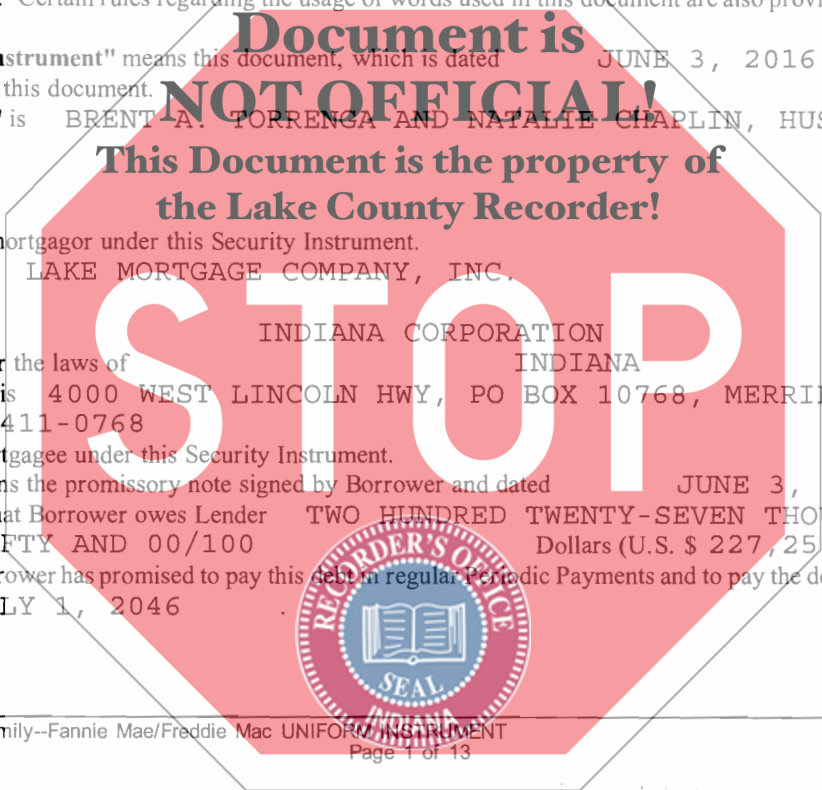 Certain rules regarding the usage of words used in this document are also provi
Document is
strument" means this document, which is dated JUNE 3, 2016
this document.
NOT OFFICIAL!
is BRENT A. TORRENGA AND NATALIE CHAPLIN, HUS
This Document is the property of
the Lake County Recorder!
ortgagor under this Security Instrument.
LAKE MORTGAGE COMPANY, INC.
STOP
INDIANA CORPORATION
r the laws of INDIANA
is 4000 WEST LINCOLN HWY, PO BOX 10768, MERRI
411-0768
tgagee under this Security Instrument.
ns the promissory note signed by Borrower and dated JUNE 3,
at Borrower owes Lender TWO HUNDRED TWENTY-SEVEN THOU
FTY AND 00/100 Dollars (U.S. $ 227,25
rower has promised to pay this debt in regular Periodic Payments and to pay the de
LY 1, 2046 .
RECORDER'S OFFICE
SEAL
INDIANA
mily--Fannie Mae/Freddie Mac UNIFORM INSTRUMENT
Page 1 of 13